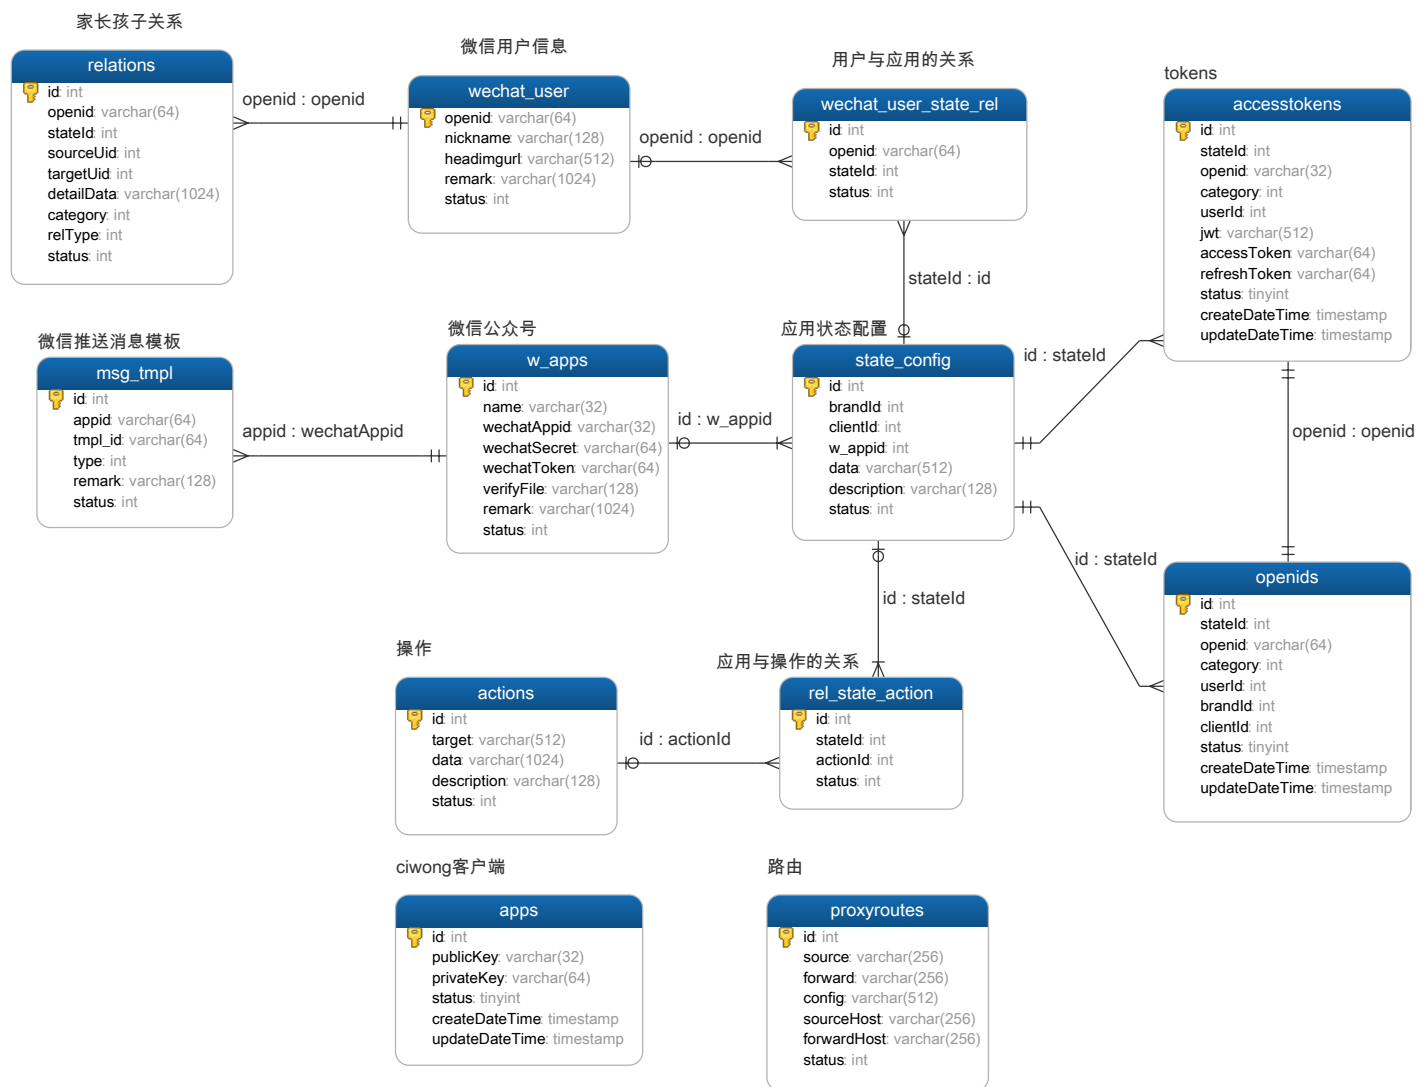 家长孩子关系
relations
id: int
openid: varchar(64)
stateId: int
sourceUid: int
targetUid: int
detailData: varchar(1024)
category: int
relType: int
status: int
openid : openid
微信用户信息
wechat_user
openid: varchar(64)
nickname: varchar(128)
headimgurl: varchar(512)
remark: varchar(1024)
status: int
openid : openid
用户与应用的关系
wechat_user_state_rel
id: int
openid: varchar(64)
stateId: int
status: int
stateId : id
tokens
accesstokens
id: int
stateId: int
openid: varchar(32)
category: int
userId: int
jwt: varchar(512)
accessToken: varchar(64)
refreshToken: varchar(64)
status: tinyint
createDateTime: timestamp
updateDateTime: timestamp
微信推送消息模板
msg_tmpl
id: int
appid: varchar(64)
tmpl_id: varchar(64)
type: int
remark: varchar(128)
status: int
appid : wechatAppid
微信公众号
w_apps
id: int
name: varchar(32)
wechatAppid: varchar(32)
wechatSecret: varchar(64)
wechatToken: varchar(64)
verifyFile: varchar(128)
remark: varchar(1024)
status: int
id : w_appid
应用状态配置
state_config
id: int
brandId: int
clientId: int
w_appid: int
data: varchar(512)
description: varchar(128)
status: int
id : stateId
openid : openid
id : stateId
id : stateId
openids
id: int
stateId: int
openid: varchar(64)
category: int
userId: int
brandId: int
clientId: int
status: tinyint
createDateTime: timestamp
updateDateTime: timestamp
操作
actions
id: int
target: varchar(512)
data: varchar(1024)
description: varchar(128)
status: int
id : actionId
应用与操作的关系
rel_state_action
id: int
stateId: int
actionId: int
status: int
ciwong客户端
apps
id: int
publicKey: varchar(32)
privateKey: varchar(64)
status: tinyint
createDateTime: timestamp
updateDateTime: timestamp
路由
proxyroutes
id: int
source: varchar(256)
forward: varchar(256)
config: varchar(512)
sourceHost: varchar(256)
forwardHost: varchar(256)
status: int